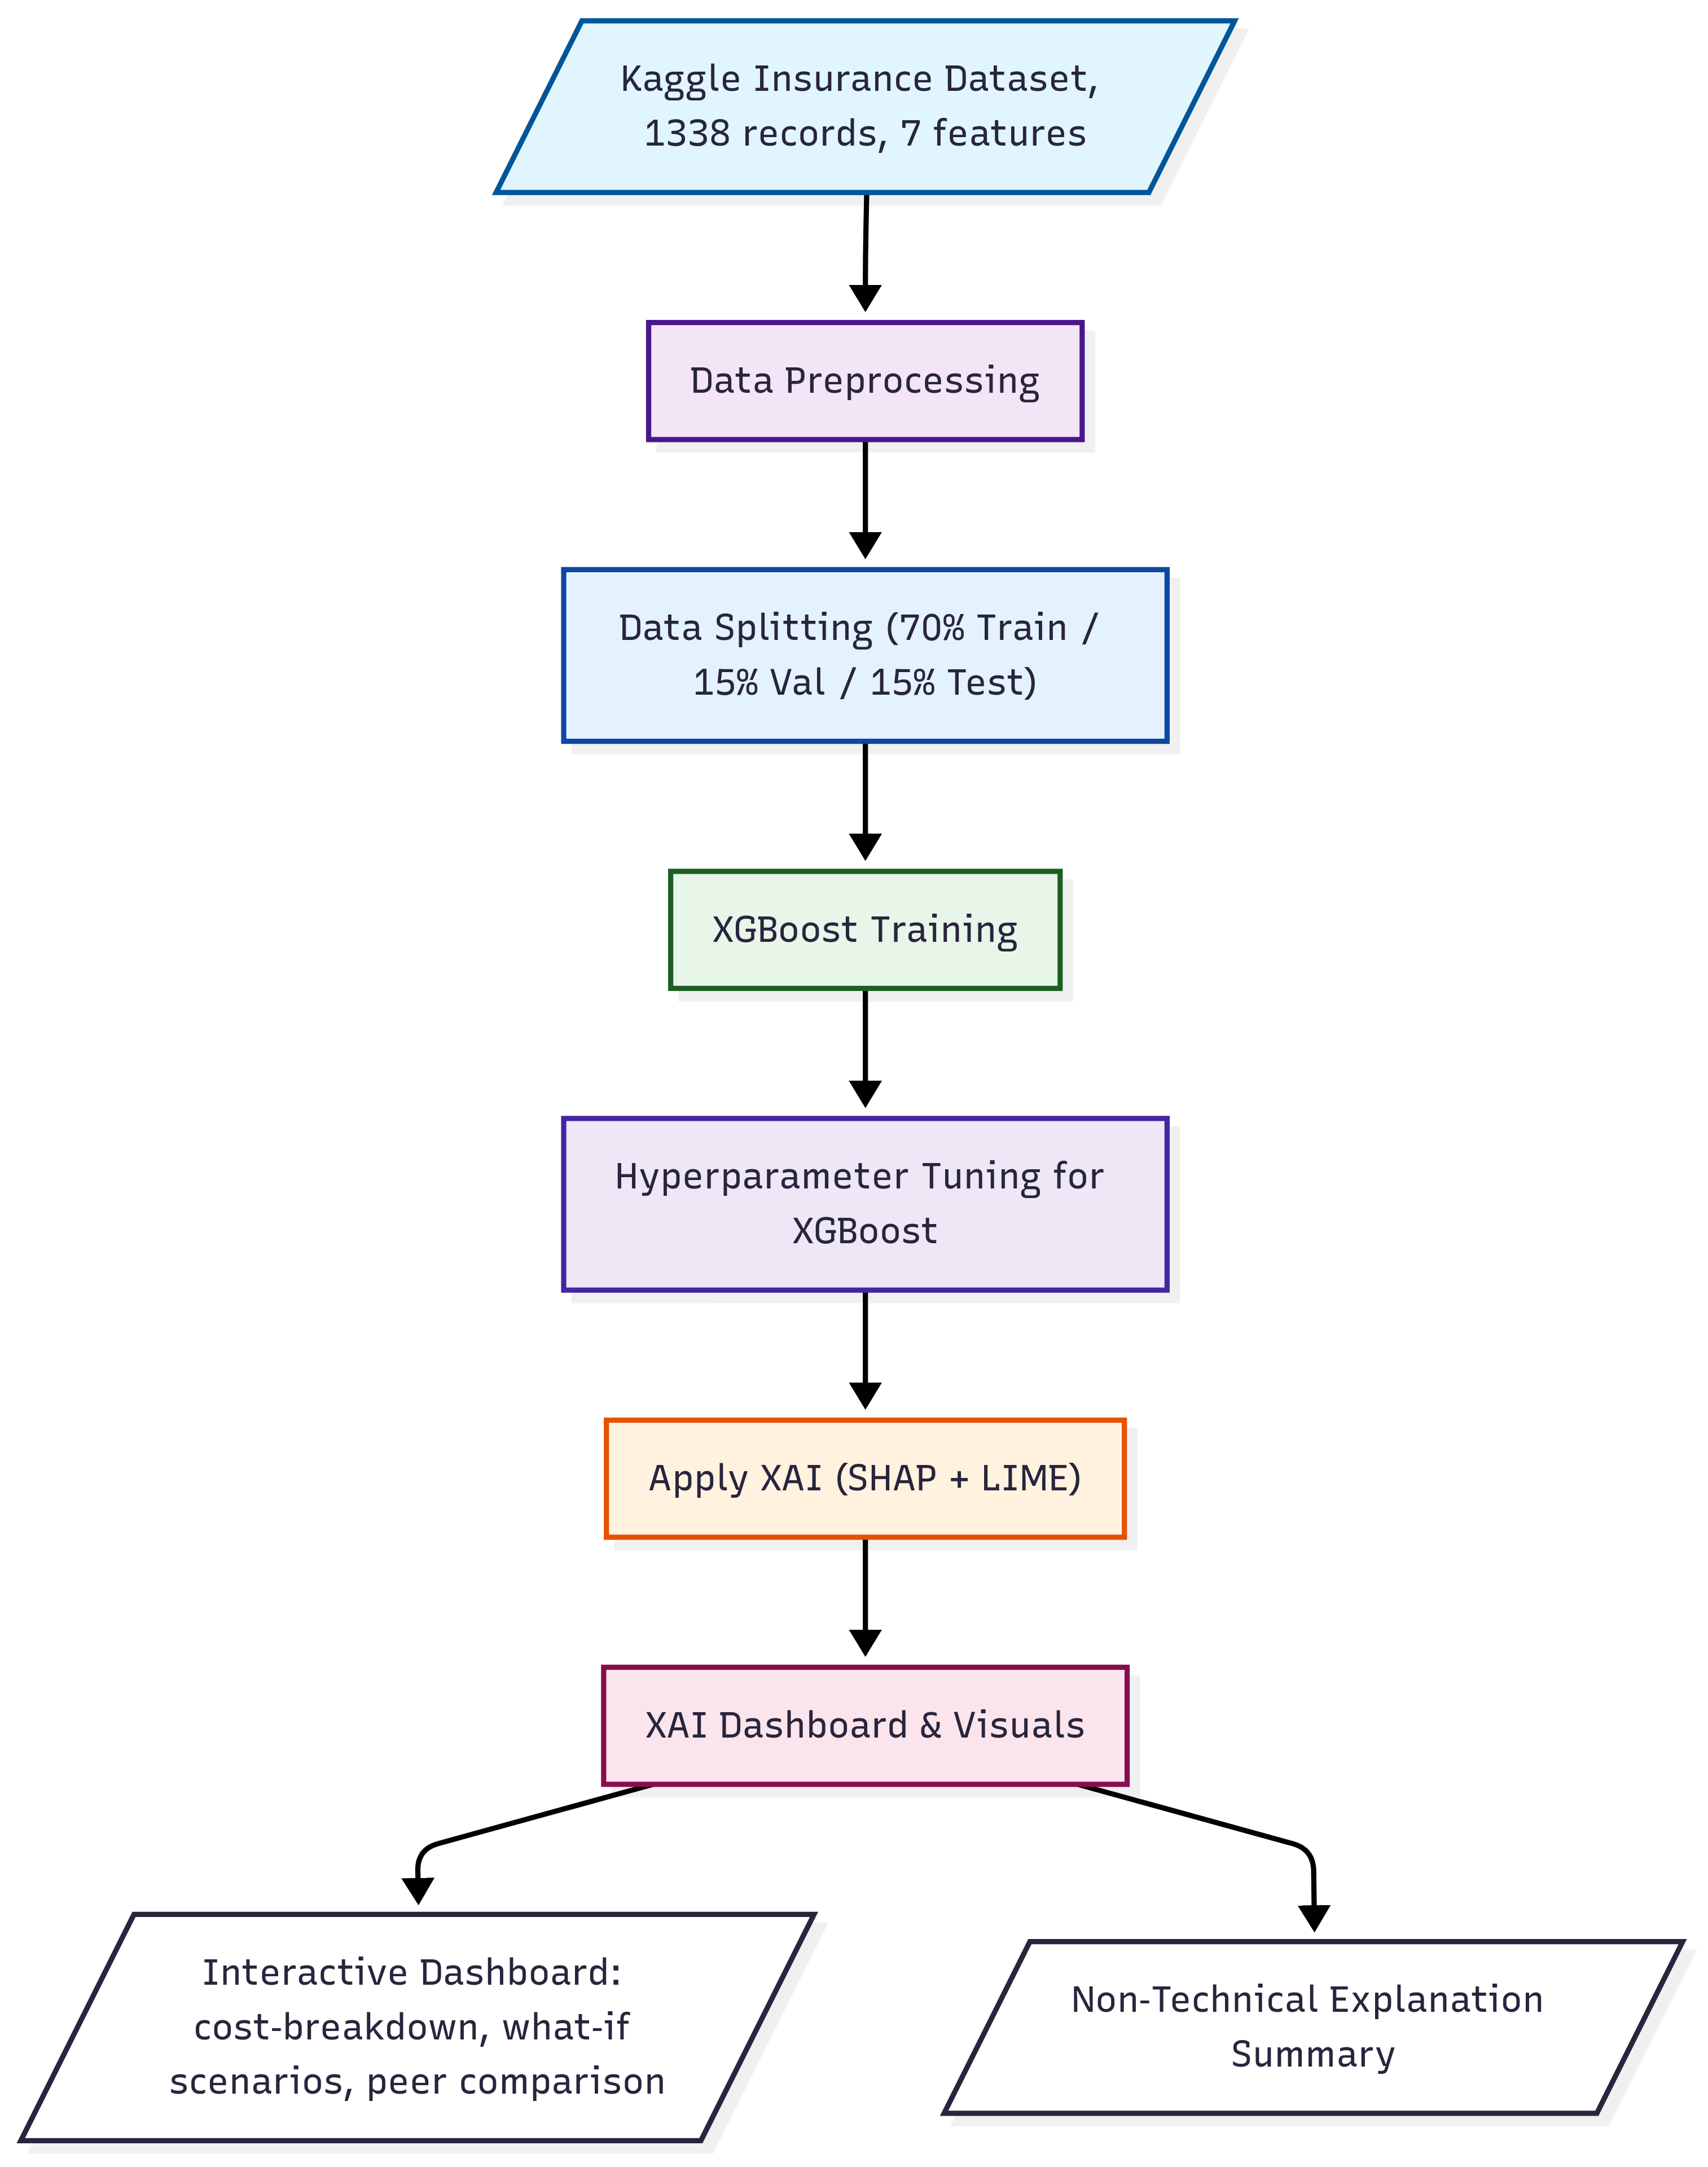 Kaggle Insurance Dataset,
1338 records, 7 features
Data Preprocessing
Data Splitting (70% Train /
15% Val / 15% Test)
XGBoost Training
Hyperparameter Tuning for
XGBoost
Apply XAI (SHAP + LIME)
XAI Dashboard & Visuals
Interactive Dashboard:
cost-breakdown, what-if
scenarios, peer comparison
Non-Technical Explanation
Summary